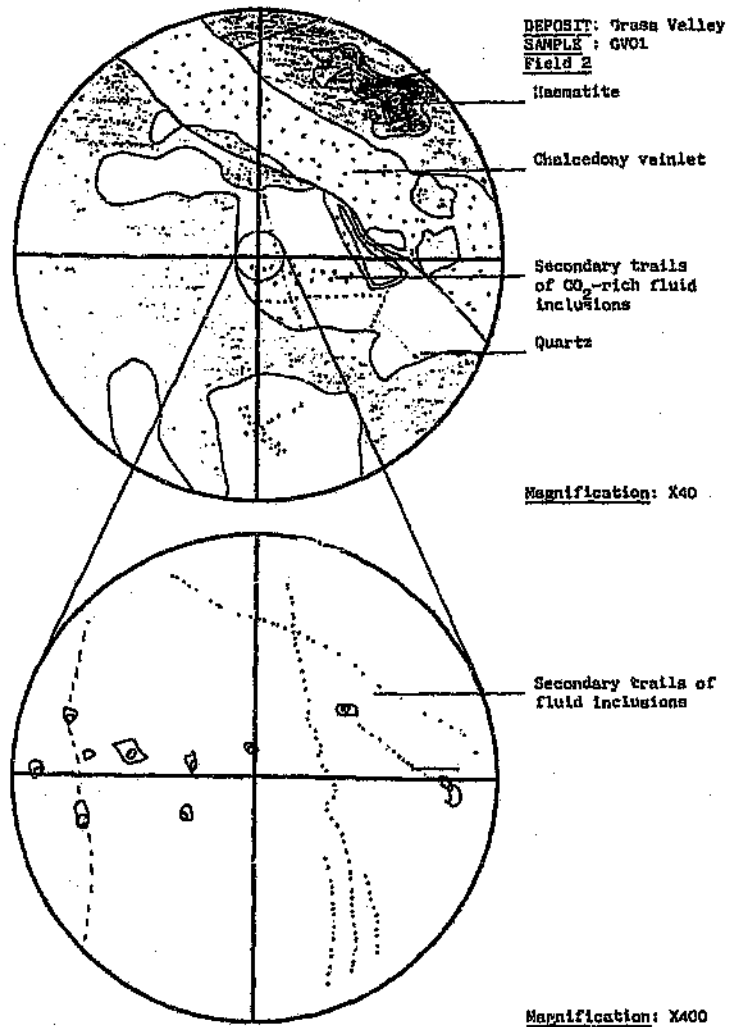 DEPOSIT: Grass Valley
SAMPLE : GV01
Field 2
Haematite
Chalcedony veinlet
Secondary trails
of CO2-rich fluid
inclusions
Quartz
Magnification: X40
Secondary trails of
fluid inclusions
Magnification: X400